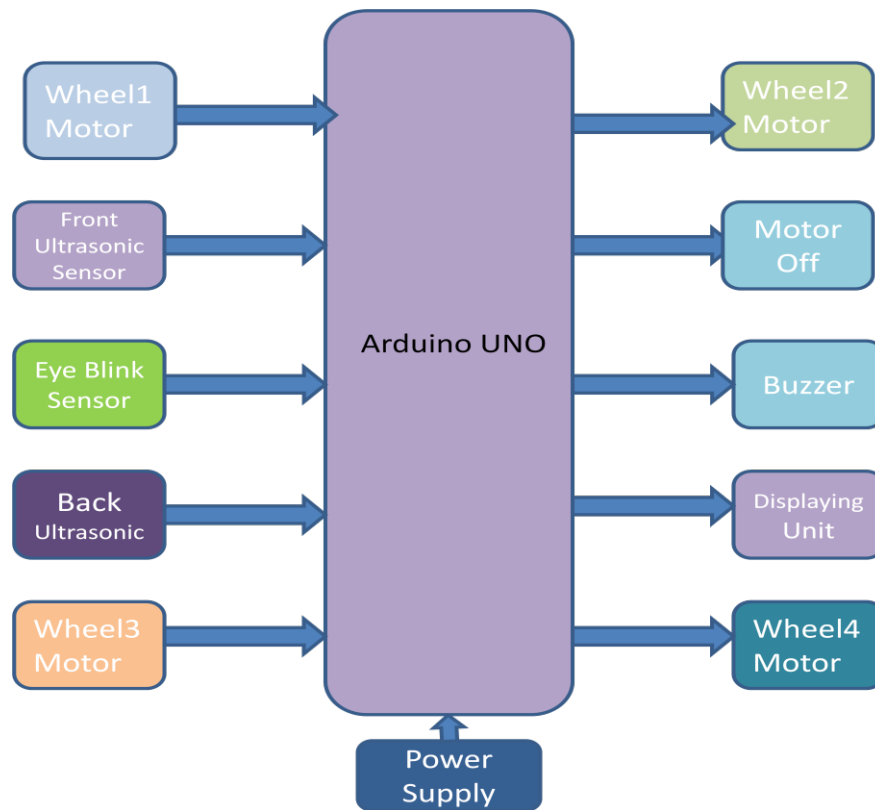 Wheel1
Motor
Front
Ultrasonic
Sensor
Eye Blink
Sensor
Back
Ultrasonic
Wheel3
Motor
Arduino UNO
Wheel2
Motor
Motor
Off
Buzzer
Displaying
Unit
Wheel4
Motor
Power
Supply